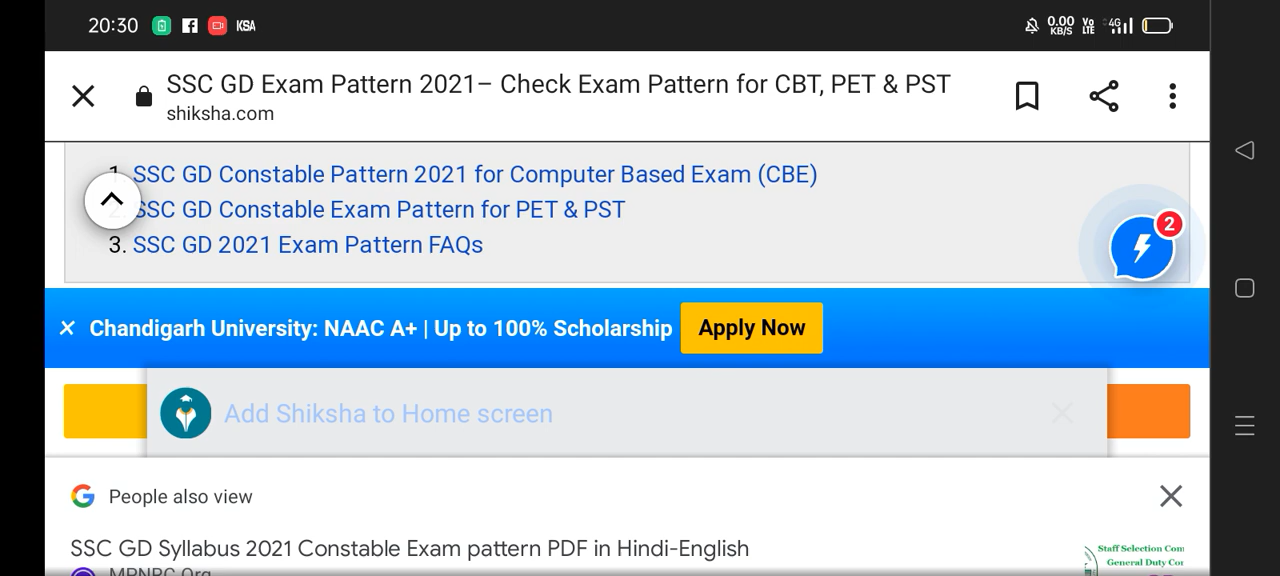 20:30 KSA 0.00 KB/S Vo LTE 4G
SSC GD Exam Pattern 2021– Check Exam Pattern for CBT, PET & PST
shiksha.com
1. SSC GD Constable Pattern 2021 for Computer Based Exam (CBE)
2. SSC GD Constable Exam Pattern for PET & PST
3. SSC GD 2021 Exam Pattern FAQs
2
× Chandigarh University: NAAC A+ | Up to 100% Scholarship Apply Now
Add Shiksha to Home screen
People also view
SSC GD Syllabus 2021 Constable Exam pattern PDF in Hindi-English
Staff Selection Com
General Duty Co
MPNRC.Org